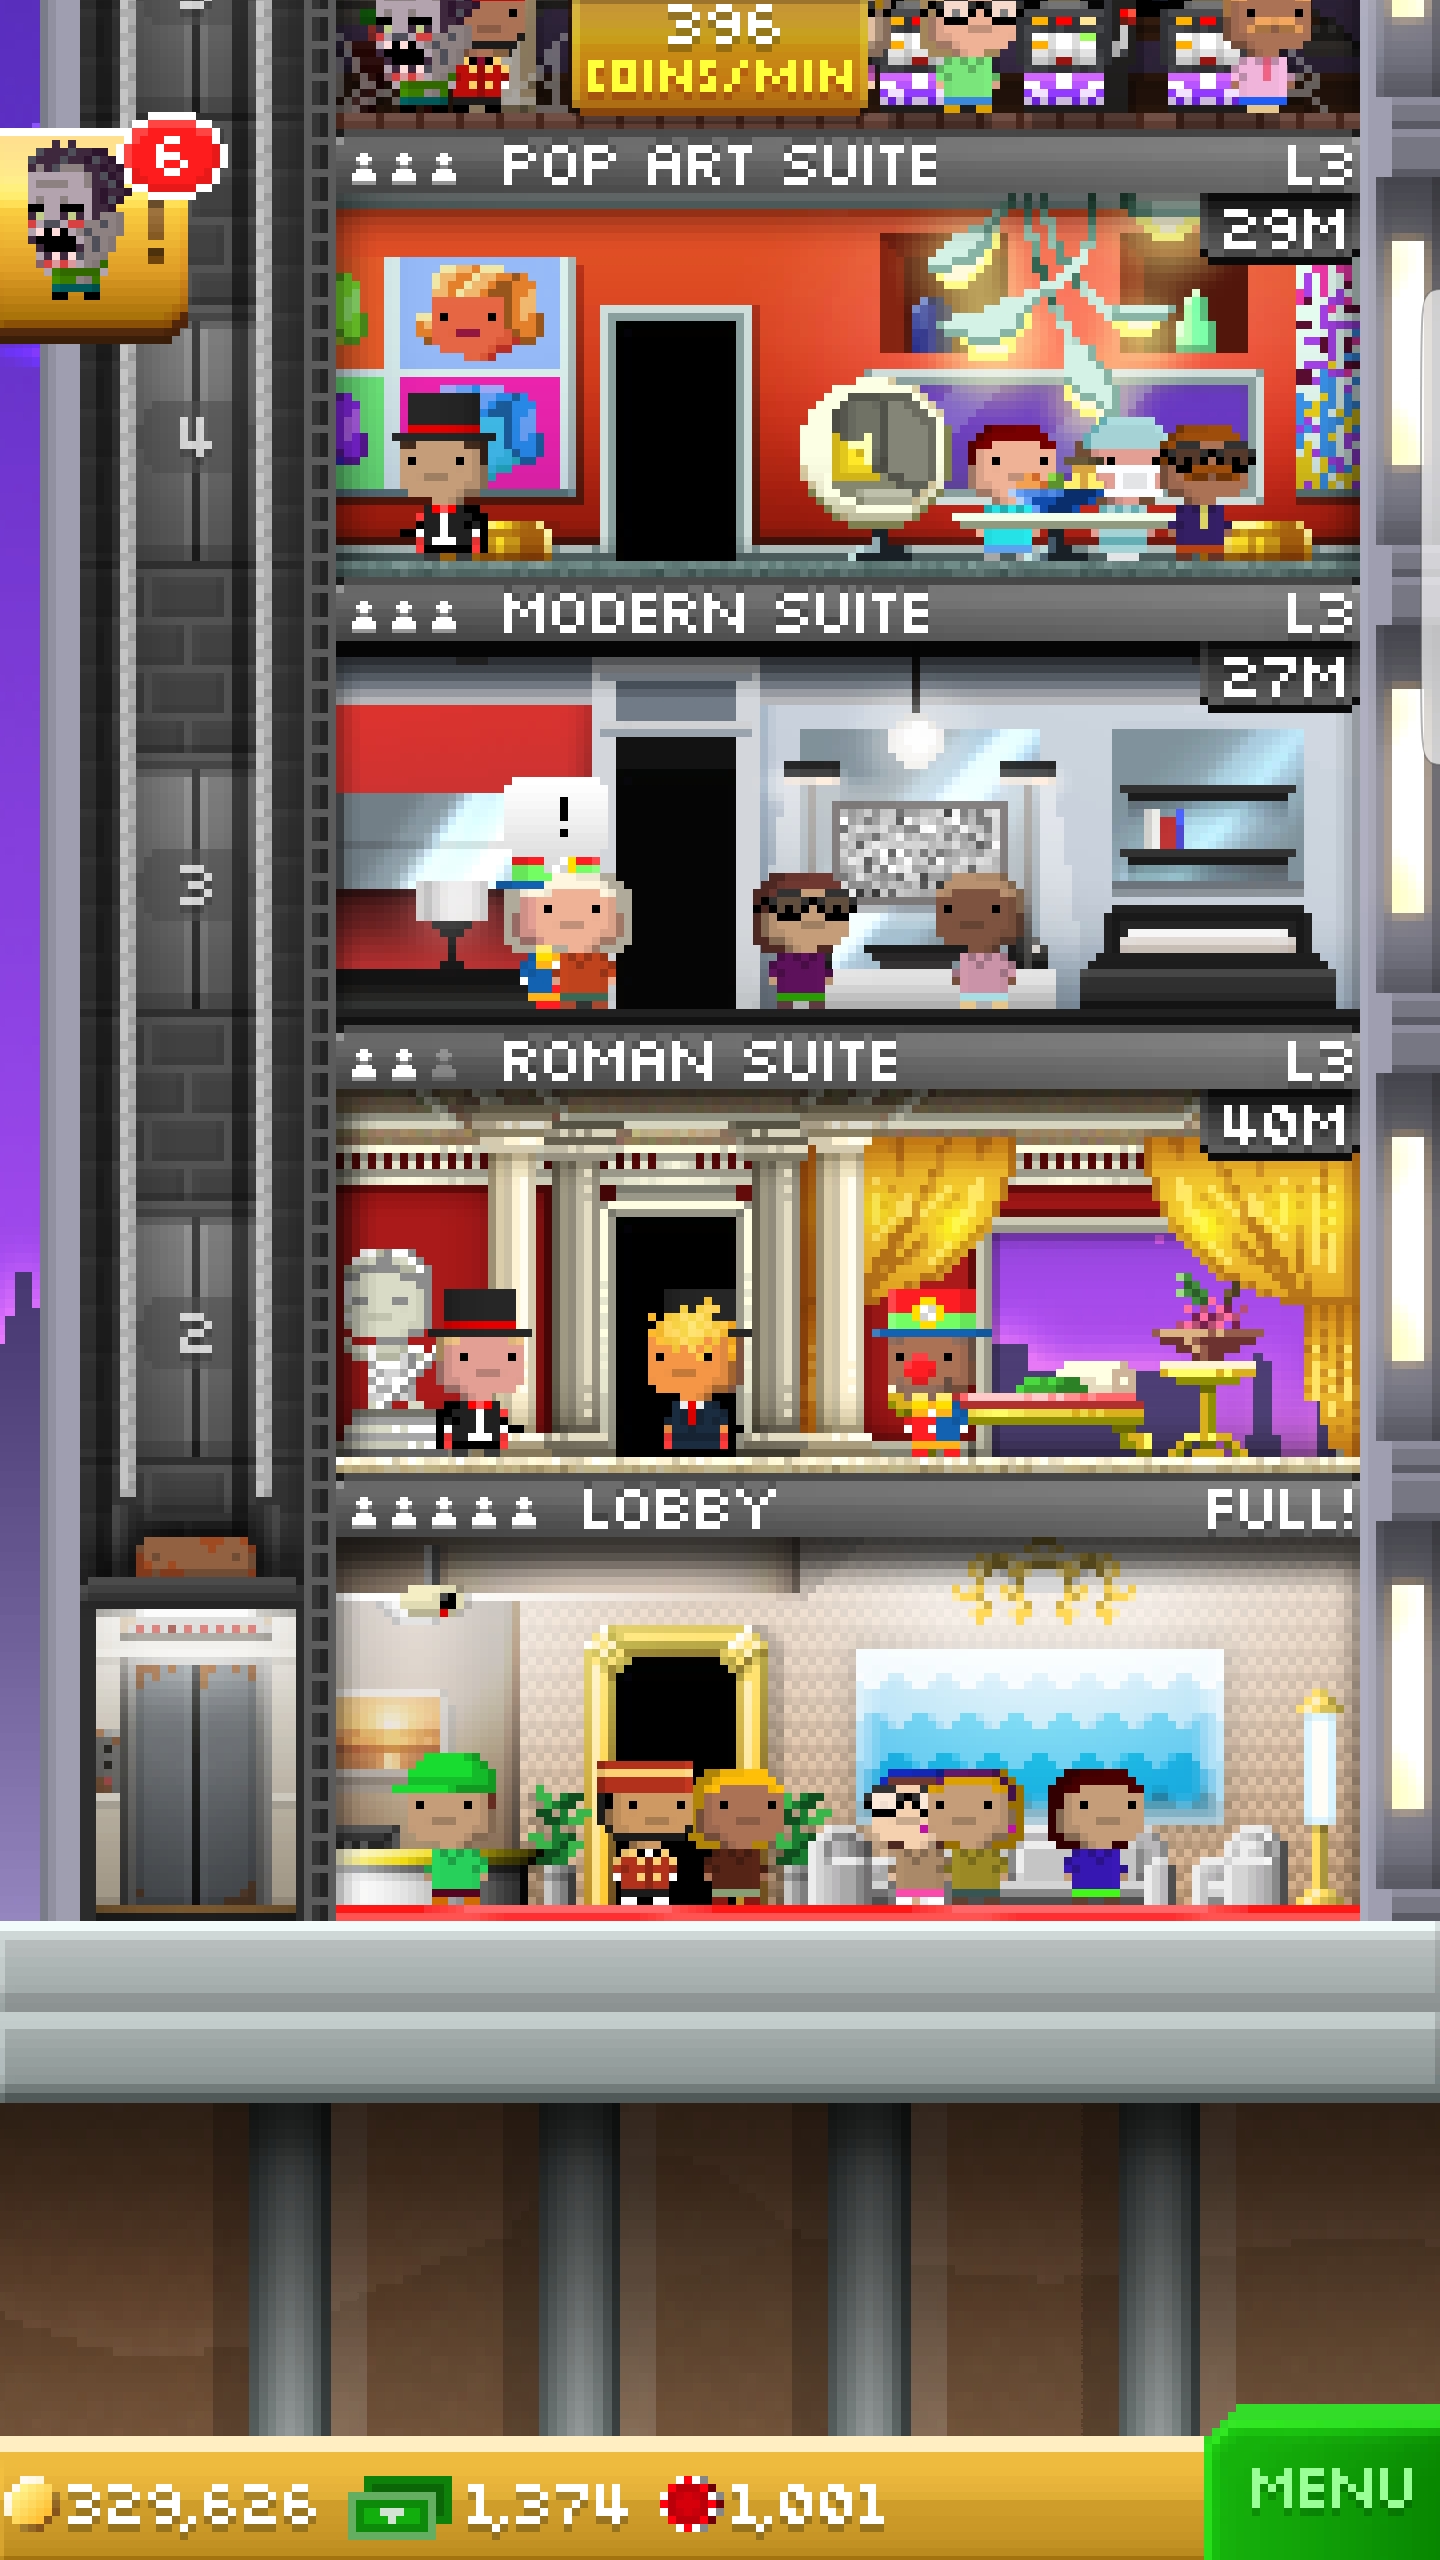 396
COINS/MIN
6
!
POP ART SUITE L3
29M
4
MODERN SUITE L3
27M
!
3
ROMAN SUITE L3
40M
2
LOBBY FULL!
329,626 1,374 1,001
MENU